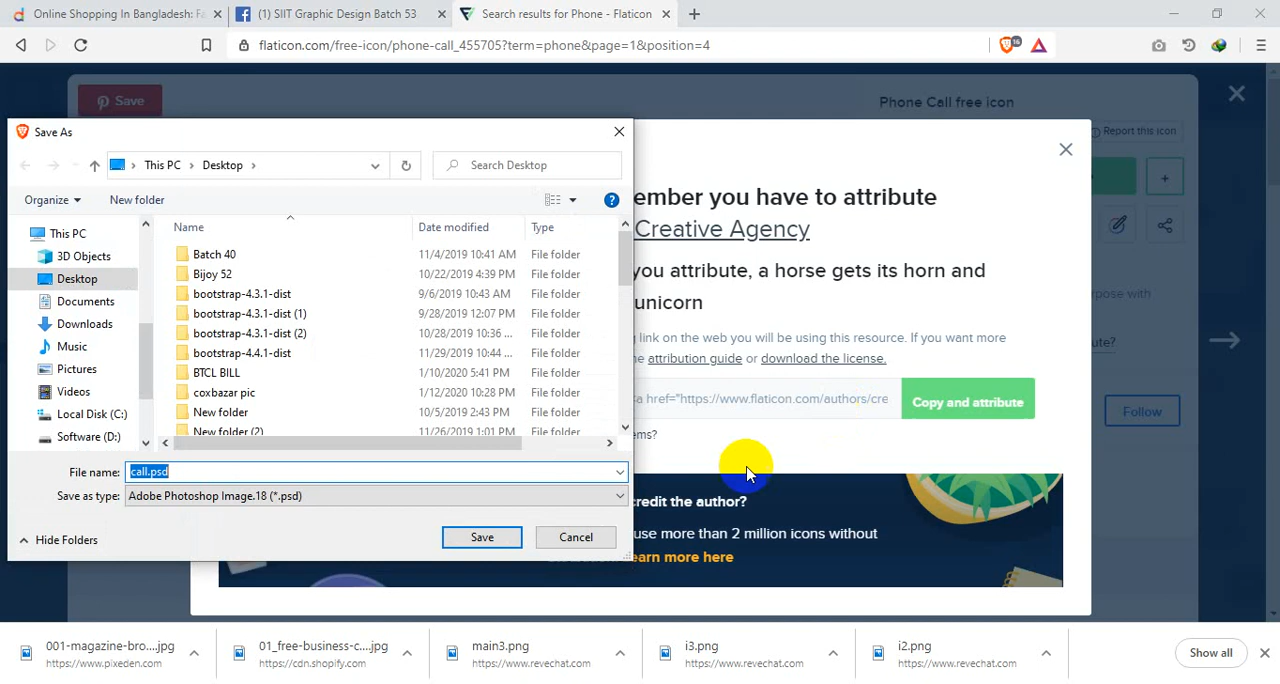 Online Shopping In Bangladesh: Fa
(1) SIIT Graphic Design Batch 53
Search results for Phone - Flaticon
flaticon.com/free-icon/phone-call_455705?term=phone&page=1&position=4
16
Save
Phone Call free icon
Report this icon
Save As
This PC
Desktop
Search Desktop
Organize
New folder
Name
Date modified
Type
This PC
3D Objects
Desktop
Documents
Downloads
Music
Pictures
Videos
Local Disk (C:)
Software (D:)
Batch 40 11/4/2019 10:41 AM File folder
Bijoy 52 10/22/2019 4:39 PM File folder
bootstrap-4.3.1-dist 9/6/2019 10:43 AM File folder
bootstrap-4.3.1-dist (1) 9/28/2019 12:07 PM File folder
bootstrap-4.3.1-dist (2) 10/28/2019 10:36 ... File folder
bootstrap-4.4.1-dist 11/29/2019 10:44 ... File folder
BTCL BILL 1/10/2020 5:41 PM File folder
coxbazar pic 1/12/2020 10:28 PM File folder
New folder 10/5/2019 2:43 PM File folder
New folder (2) 11/26/2019 1:01 PM File folder
File name: call.psd
Save as type: Adobe Photoshop Image.18 (*.psd)
Hide Folders
Save
Cancel
ember you have to attribute
Creative Agency
you attribute, a horse gets its horn and
unicorn
link on the web you will be using this resource. If you want more
e attribution guide or download the license.
a href="https://www.flaticon.com/authors/cre
Copy and attribute
ems?
rpose with
ute?
Follow
credit the author?
use more than 2 million icons without
earn more here
001-magazine-bro....jpg
https://www.pixeden.com
01_free-business-c....jpg
https://cdn.shopify.com
main3.png
https://www.revechat.com
i3.png
https://www.revechat.com
i2.png
https://www.revechat.com
Show all